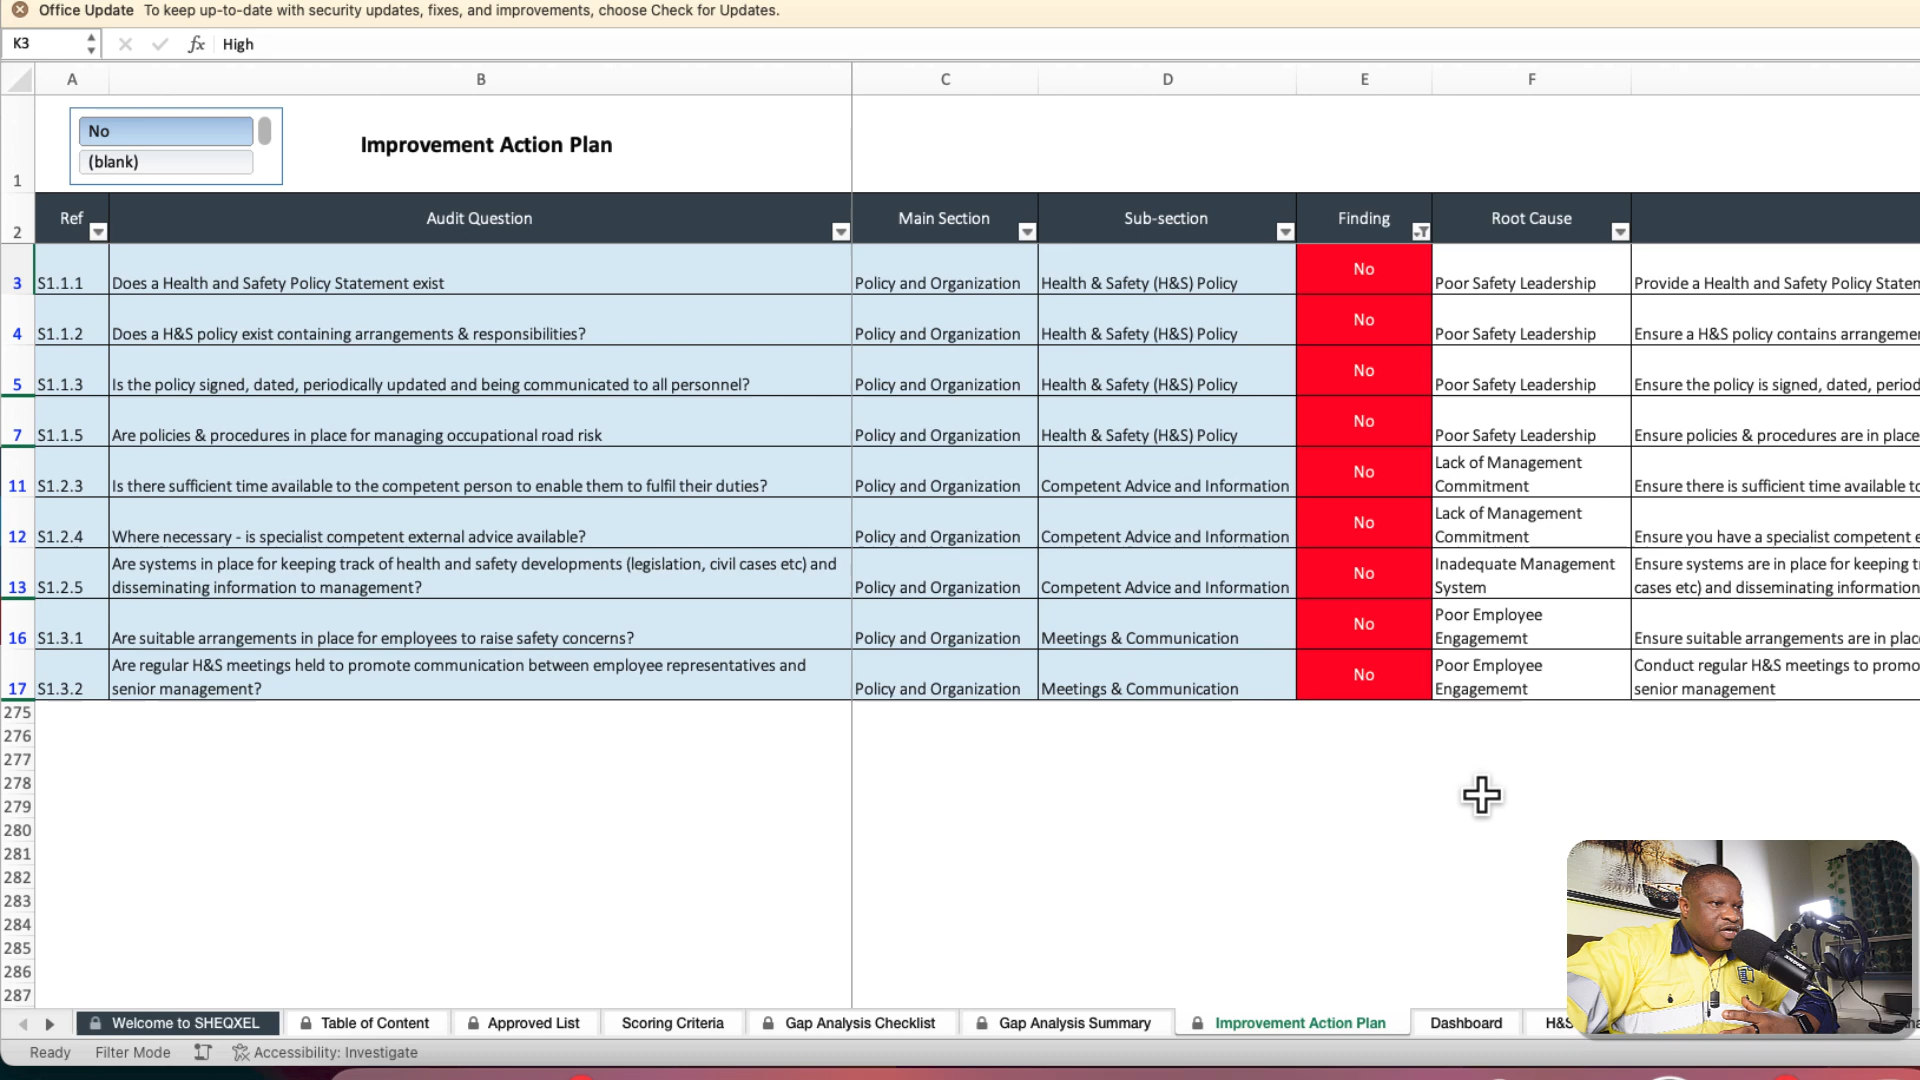 Office Update To keep up-to-date with security updates, fixes, and improvements, choose Check for Updates.
K3 fx High
A B C D E F
No
(blank)
Improvement Action Plan
1
2 Ref Audit Question Main Section Sub-section Finding Root Cause
3 S1.1.1 Does a Health and Safety Policy Statement exist Policy and Organization Health & Safety (H&S) Policy No Poor Safety Leadership Provide a Health and Safety Policy Statem
4 S1.1.2 Does a H&S policy exist containing arrangements & responsibilities? Policy and Organization Health & Safety (H&S) Policy No Poor Safety Leadership Ensure a H&S policy contains arrangemen
5 S1.1.3 Is the policy signed, dated, periodically updated and being communicated to all personnel? Policy and Organization Health & Safety (H&S) Policy No Poor Safety Leadership Ensure the policy is signed, dated, period
7 S1.1.5 Are policies & procedures in place for managing occupational road risk Policy and Organization Health & Safety (H&S) Policy No Poor Safety Leadership Ensure policies & procedures are in place
Lack of Management
11 S1.2.3 Is there sufficient time available to the competent person to enable them to fulfil their duties? Policy and Organization Competent Advice and Information No Commitment Ensure there is sufficient time available to
Lack of Management
12 S1.2.4 Where necessary - is specialist competent external advice available? Policy and Organization Competent Advice and Information No Commitment Ensure you have a specialist competent e
Are systems in place for keeping track of health and safety developments (legislation, civil cases etc) and Inadequate Management Ensure systems are in place for keeping tr
13 S1.2.5 disseminating information to management? Policy and Organization Competent Advice and Information No System cases etc) and disseminating information
Poor Employee
16 S1.3.1 Are suitable arrangements in place for employees to raise safety concerns? Policy and Organization Meetings & Communication No Engagememt Ensure suitable arrangements are in place
Are regular H&S meetings held to promote communication between employee representatives and Poor Employee Conduct regular H&S meetings to promo
17 S1.3.2 senior management? Policy and Organization Meetings & Communication No Engagememt senior management
275
276
277
278
279
280
281
282
283
284
285
286
287
Welcome to SHEQXEL Table of Content Approved List Scoring Criteria Gap Analysis Checklist Gap Analysis Summary Improvement Action Plan Dashboard H&S
Ready Filter Mode Accessibility: Investigate